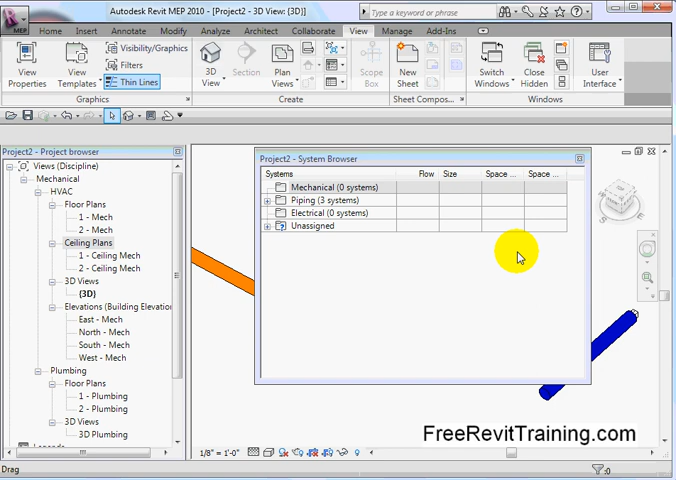 Autodesk Revit MEP 2010 - [Project2 - 3D View: {3D}]
Type a keyword or phrase
MEP
Home Insert Annotate Modify Analyze Architect Collaborate View Manage Add-Ins
View Properties
View Templates
Visibility/Graphics
Filters
Thin Lines
3D View
Section
Plan Views
Scope Box
New Sheet
Switch Windows
Close Hidden
User Interface
Graphics
Create
Sheet Compos...
Windows
Project2 - Project browser
Views (Discipline)
Mechanical
HVAC
Floor Plans
1 - Mech
2 - Mech
Ceiling Plans
1 - Ceiling Mech
2 - Ceiling Mech
3D Views
{3D}
Elevations (Building Elevation
East - Mech
North - Mech
South - Mech
West - Mech
Plumbing
Floor Plans
1 - Plumbing
2 - Plumbing
3D Views
3D Plumbing
Project2 - System Browser
Systems Flow Size Space ... Space ...
Mechanical (0 systems)
Piping (3 systems)
Electrical (0 systems)
Unassigned
FreeRevitTraining.com
1/8" = 1'-0"
Drag
:0